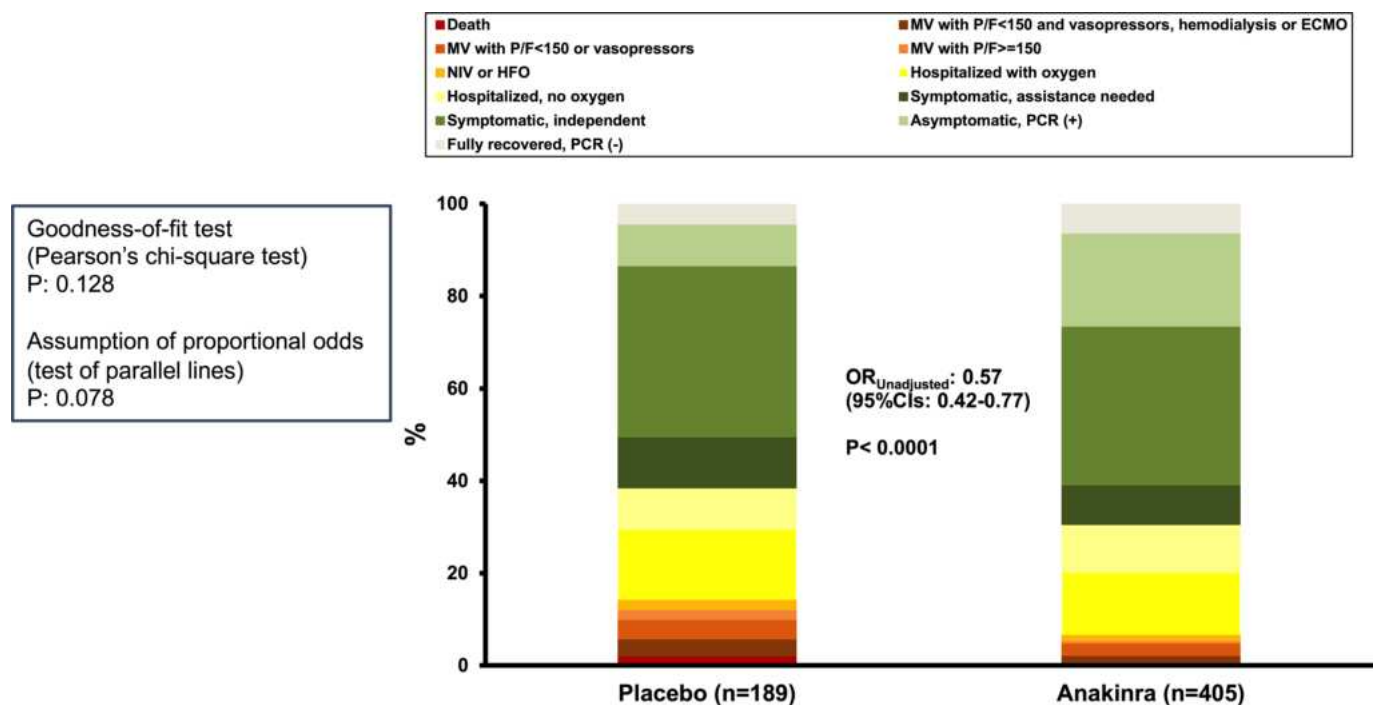 Death
MV with P/F<150 and vasopressors, hemodialysis or ECMO
MV with P/F<150 or vasopressors
MV with P/F>=150
NIV or HFO
Hospitalized with oxygen
Hospitalized, no oxygen
Symptomatic, assistance needed
Symptomatic, independent
Asymptomatic, PCR (+)
Fully recovered, PCR (-)
Goodness-of-fit test
(Pearson's chi-square test)
P: 0.128
Assumption of proportional odds
(test of parallel lines)
P: 0.078
%
100
80
60
40
20
0
ORUnadjusted: 0.57
(95%CIs: 0.42-0.77)
P< 0.0001
Placebo (n=189)
Anakinra (n=405)